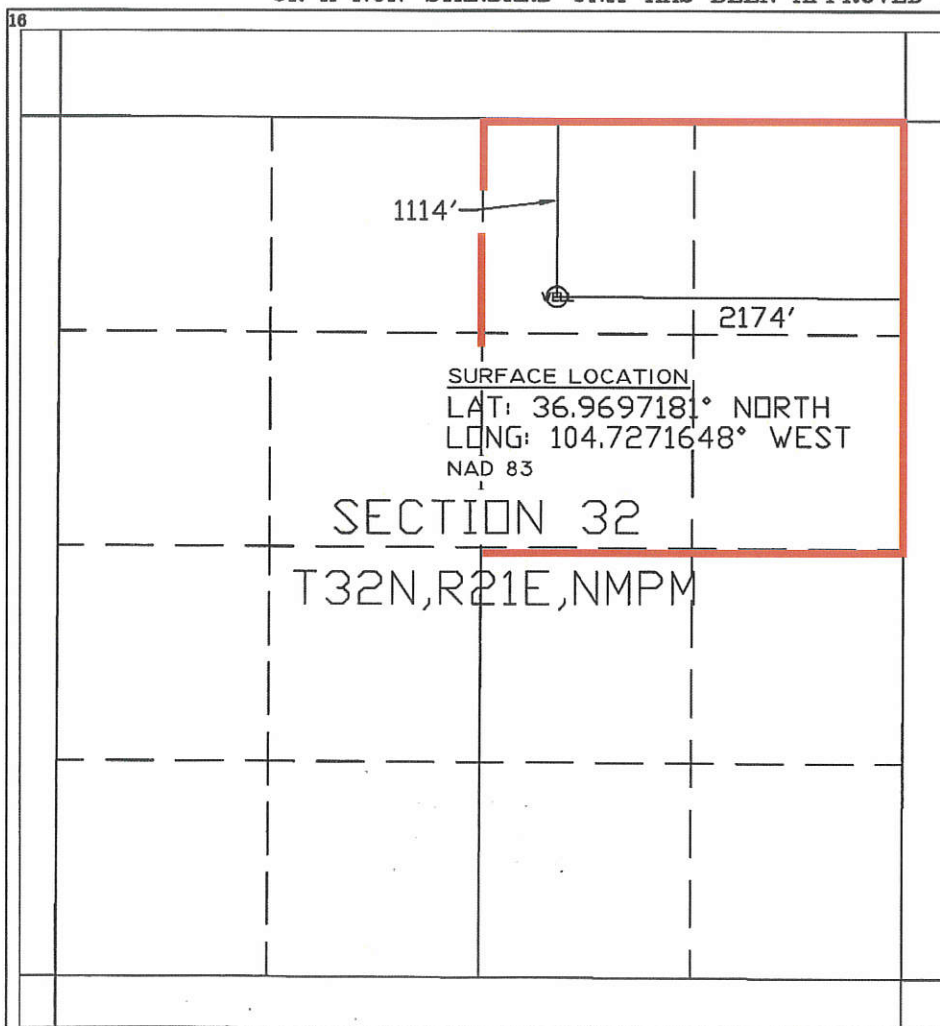 16
1114'
WELL
2174'
SURFACE LOCATION
LAT: 36.9697181° NORTH
LONG: 104.7271648° WEST
NAD 83
SECTION 32
T32N,R21E,NMPM